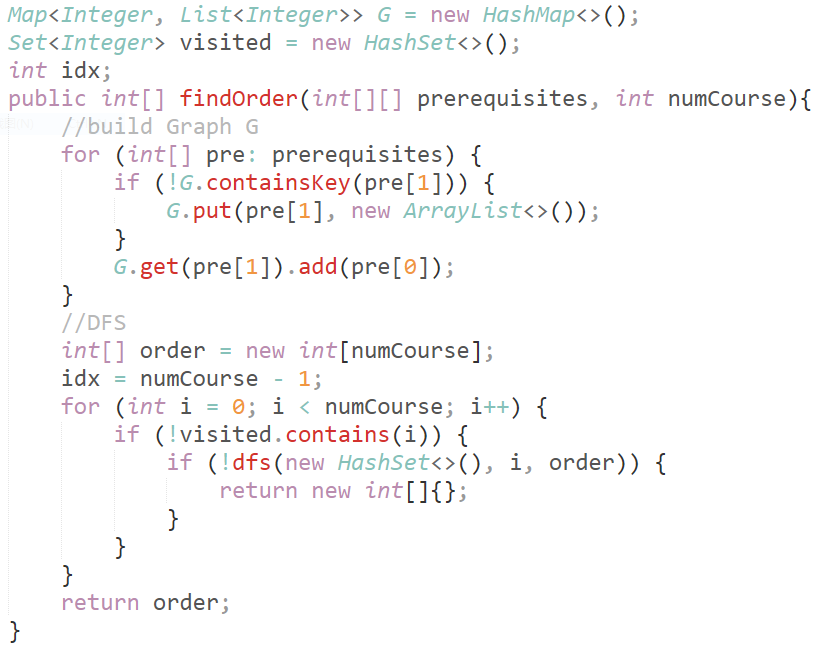 Map<Integer, List<Integer>> G = new HashMap<>();
Set<Integer> visited = new HashSet<>();
int idx;
public int[] findOrder(int[][] prerequisites, int numCourse){
    //build Graph G
    for (int[] pre: prerequisites) {
        if (!G.containsKey(pre[1])) {
            G.put(pre[1], new ArrayList<>());
        }
        G.get(pre[1]).add(pre[0]);
    }
    //DFS
    int[] order = new int[numCourse];
    idx = numCourse - 1;
    for (int i = 0; i < numCourse; i++) {
        if (!visited.contains(i)) {
            if (!dfs(new HashSet<>(), i, order)) {
                return new int[]{};
            }
        }
    }
    return order;
}